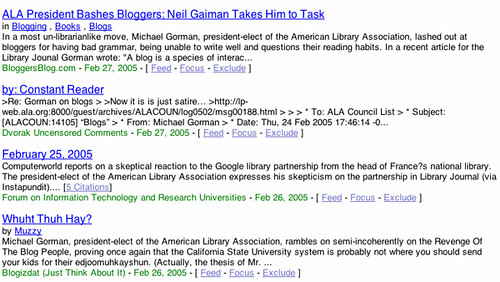 ALA President Bashes Bloggers; Neil Gaiman Takes Him to Task
in Blogging , Books , Blogs
In a most un-librarianlike move, Michael Gorman, president-elect of the American Library Association, lashed out at
bloggers for having bad grammar, being unable to write well and questions their reading habits. In a recent article for the
Library Jounal Gorman wrote: "A blog is a species of interac...
BloggersBlog.com - Feb 27, 2005 - [ Feed - Focus - Exclude ]
by: Constant Reader
>Re: Gorman on blogs > >Now it is is just satire... >http://lp-
web.ala.org:8000/guest/archives/ALACOUN/log0502/msg00188.html > > > * To: ALA Council List > * Subject:
[ALACOUN:14105] “Blogs” > * From: Michael Gorman > * Date: Thu, 24 Feb 2005 17:46:14 -0...
Dvorak Uncensored Comments - Feb 27, 2005 - [ Feed - Focus - Exclude ]
February 25, 2005
Computerworld reports on a skeptical reaction to the Google library partnership from the head of France?s national library.
The president-elect of the American Library Association expresses his skepticism on the partnership in Library Journal (via
Instapundit).... [5 Citations]
Forum on Information Technology and Research Universities - Feb 26, 2005 - [ Feed - Focus - Exclude ]
Whuht Thuh Hay?
by Muzzy
Michael Gorman, president-elect of the American Library Association, rambles on semi-incoherently on the Revenge Of
The Blog People, proving once again that the California State University system is probably not where you should send
your kids for their edjoomuhkayshun. (Actually, the thesis of Mr. ...
Blogizdat (Just Think About It) - Feb 26, 2005 - [ Feed - Focus - Exclude ]